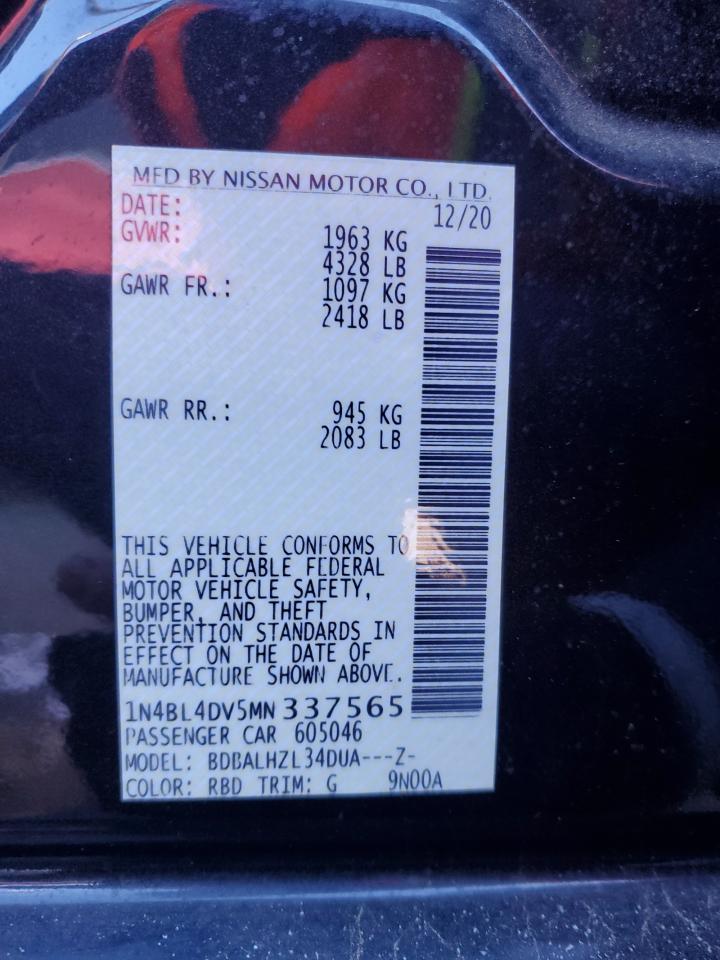 MFD BY NISSAN MOTOR CO., LTD.
DATE: 12/20
GVWR: 1963 KG
4328 LB
GAWR FR.: 1097 KG
2418 LB
GAWR RR.: 945 KG
2083 LB
THIS VEHICLE CONFORMS TO
ALL APPLICABLE FEDERAL
MOTOR VEHICLE SAFETY,
BUMPER, AND THEFT
PREVENTION STANDARDS IN
EFFECT ON THE DATE OF
MANUFACTURE SHOWN ABOVE.
1N4BL4DV5MN337565
PASSENGER CAR 605046
MODEL: BDBALHZL34DUA---Z-
COLOR: RBD TRIM: G 9N00A